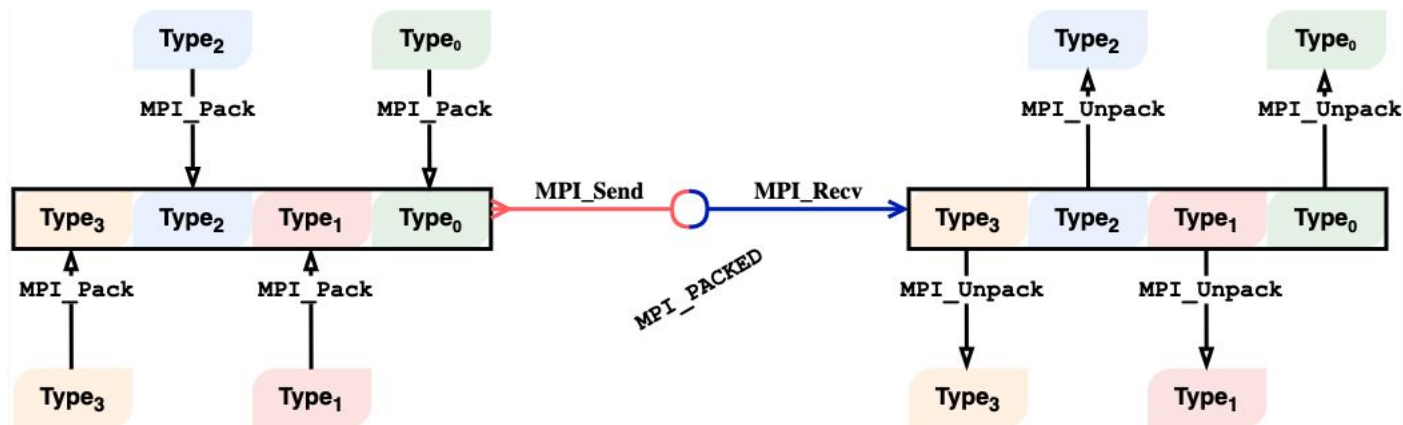 Type₂ Type₀ Type₂ Type₀
MPI_Pack MPI_Pack MPI_Unpack MPI_Unpack
MPI_Send MPI_Recv
Type₃ Type₂ Type₁ Type₀ Type₃ Type₂ Type₁ Type₀
MPI_PACKED
MPI_Pack MPI_Pack MPI_Unpack MPI_Unpack
Type₃ Type₁ Type₃ Type₁